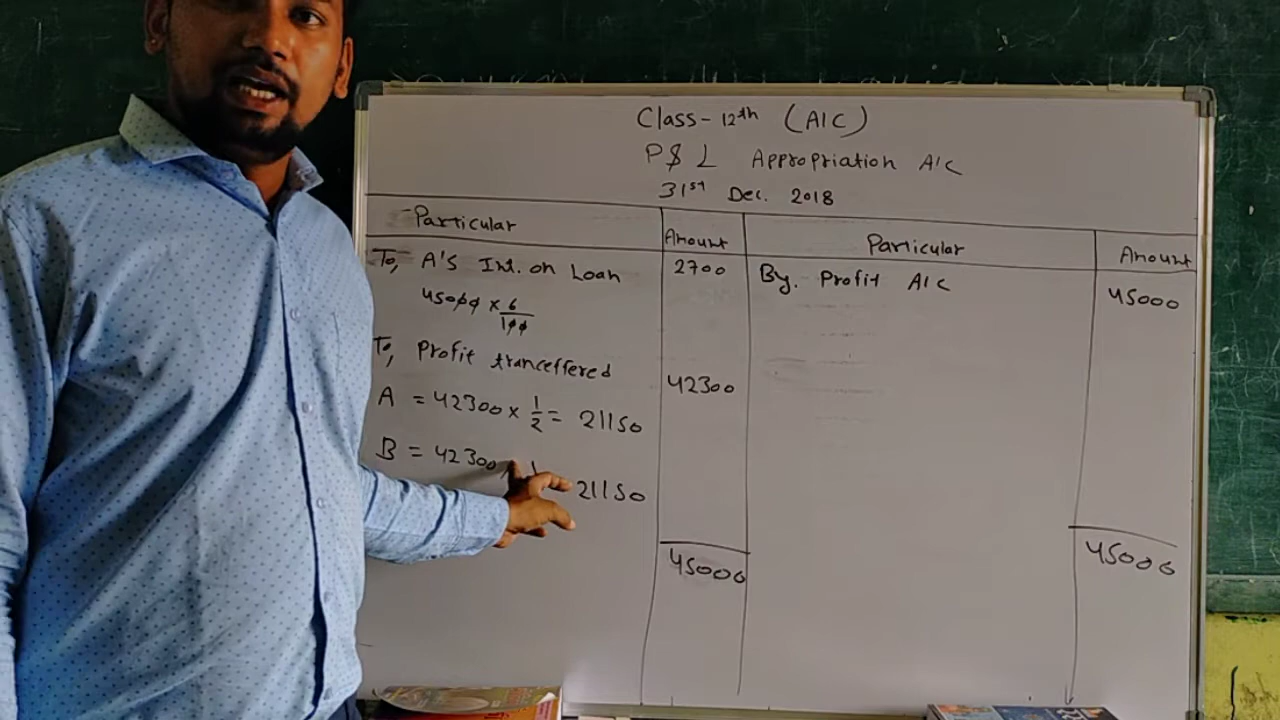 Class-12th (A/C)
P$ L Appropriation A/C
31st Dec. 2018
Particular Amount Particular Amount
To, A's Int. on Loan 2700 By. Profit A/C 45000
45000 × 6/100
To, Profit tranceffered 42300
A = 42300 × 1/2 = 21150
B = 42300 21150
45000 45000